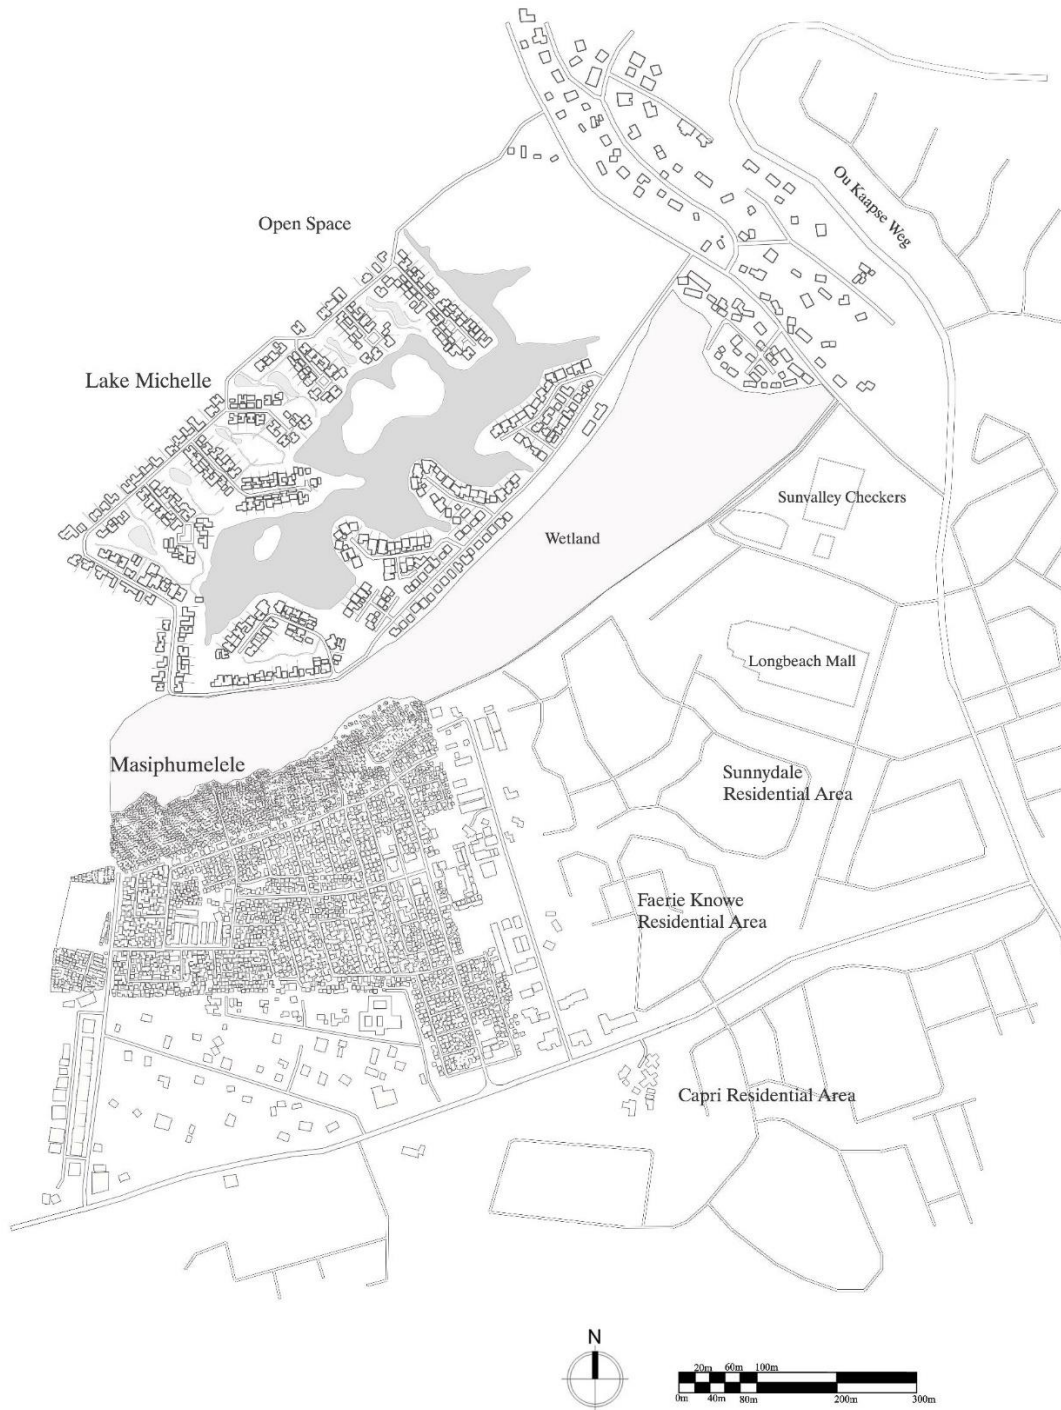 Open Space
Ou Kaapse Weg
Lake Michelle
Sunvalley Checkers
Wetland
Longbeach Mall
Masiphumelele
Sunnydale
Residential Area
Faerie Knowe
Residential Area
Capri Residential Area
N
20m 60m 100m
0m 40m 80m 200m 300m